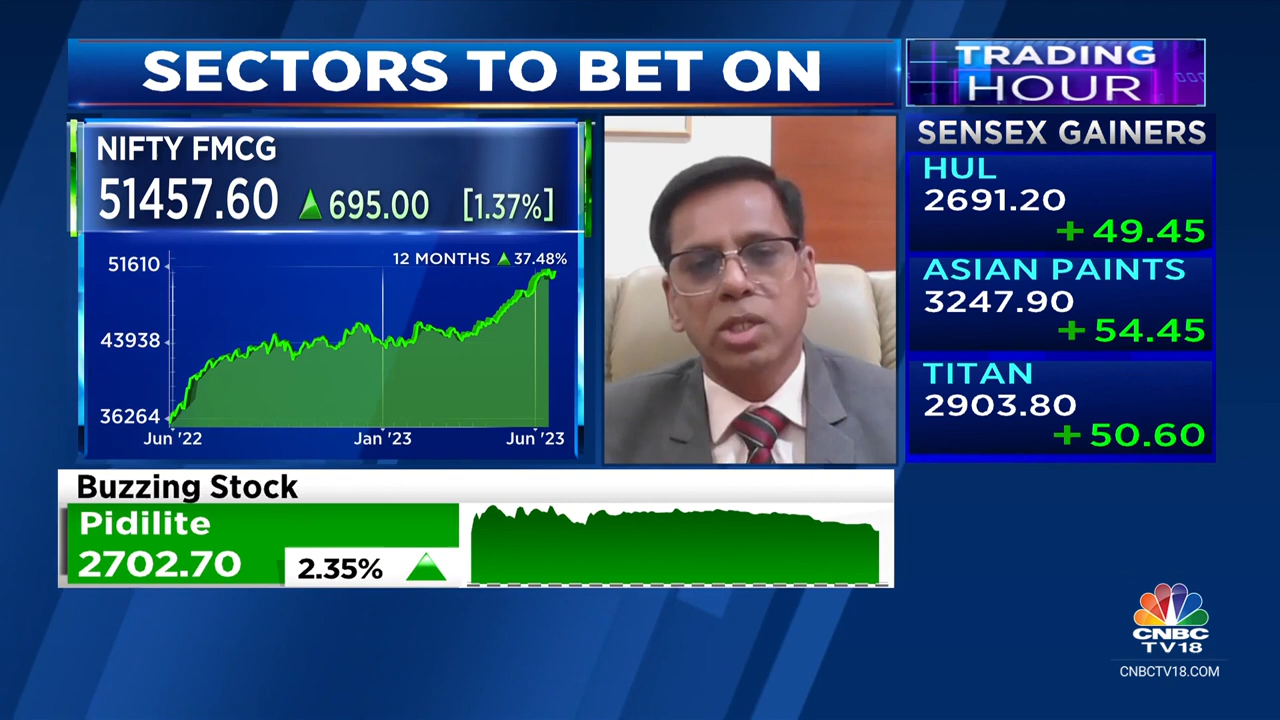 SECTORS TO BET ON
TRADING
HOUR
NIFTY FMCG
51457.60 ▲ 695.00 [1.37%]
12 MONTHS ▲ 37.48%
51610
43938
36264
Jun '22 Jan '23 Jun '23
SENSEX GAINERS
HUL
2691.20
+ 49.45
ASIAN PAINTS
3247.90
+ 54.45
TITAN
2903.80
+ 50.60
Buzzing Stock
Pidilite
2702.70 2.35% ▲
CNBC
TV18
CNBCTV18.COM